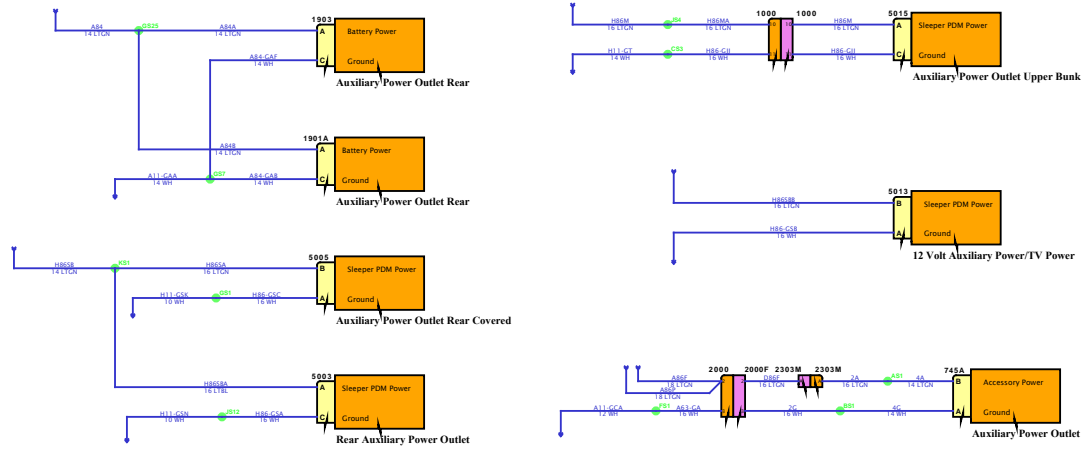 1903
A84
14 LTGN
GS25
A84A
14 LTGN
A
Battery Power
A84-GAF
14 WH
C
Ground
Auxiliary Power Outlet Rear
1901A
A84B
14 LTGN
A
Battery Power
A11-GAA
14 WH
GS7
A84-GAB
14 WH
C
Ground
Auxiliary Power Outlet Rear
5005
H86SB
14 LTGN
KS1
H86SA
16 LTGN
B
Sleeper PDM Power
H11-GSK
10 WH
GS1
H86-GSC
16 WH
A
Ground
Auxiliary Power Outlet Rear Covered
5003
H86SBA
16 LTBL
A
Sleeper PDM Power
H11-GSN
10 WH
JS12
H86-GSA
16 WH
C
Ground
Rear Auxiliary Power Outlet
1000
1000
5015
H86M
16 LTGN
JS4
H86MA
16 LTGN
H86M
16 LTGN
A
Sleeper PDM Power
H11-GT
14 WH
GS3
H86-GJJ
16 WH
H86-GJJ
16 WH
C
Ground
Auxiliary Power Outlet Upper Bunk
5013
H86SBB
16 LTGN
B
Sleeper PDM Power
H86-GSB
16 WH
A
Ground
12 Volt Auxiliary Power/TV Power
2000
2000F
2303M
2303M
745A
A86F
18 LTGN
A86P
18 LTGN
D86F
16 LTGN
2A
16 LTGN
AS1
4A
14 LTGN
B
Accessory Power
A11-GCA
12 WH
FS1
A63-GA
16 WH
2G
16 WH
BS1
4G
14 WH
A
Ground
Auxiliary Power Outlet